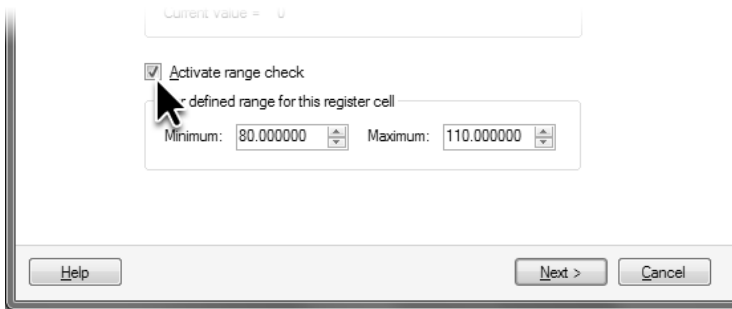 Current value = 0
Activate range check
r defined range for this register cell
Minimum: 80.000000 Maximum: 110.000000
Help Next > Cancel